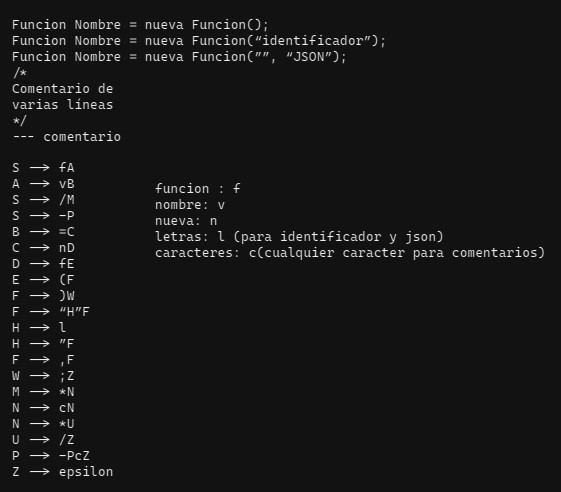 Funcion Nombre = nueva Funcion();
Funcion Nombre = nueva Funcion(“identificador”);
Funcion Nombre = nueva Funcion(””, “JSON”);
/*
Comentario de
varias líneas
*/
--- comentario
S —> fA
A —> vB
S —> /M
S —> -P
B —> =C
C —> nD
D —> fE
E —> (F
F —> )W
F —> “H”F
H —> l
H —> ”F
F —> ,F
W —> ;Z
M —> *N
N —> cN
N —> *U
U —> /Z
P —> -PcZ
Z —> epsilon
funcion : f
nombre: v
nueva: n
letras: l (para identificador y json)
caracteres: c(cualquier caracter para comentarios)